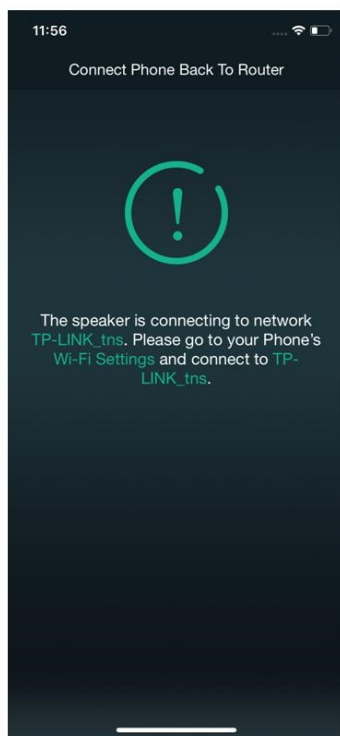 11:56
Connect Phone Back To Router
!
The speaker is connecting to network
TP-LINK_tns. Please go to your Phone's
Wi-Fi Settings and connect to TP-
LINK_tns.